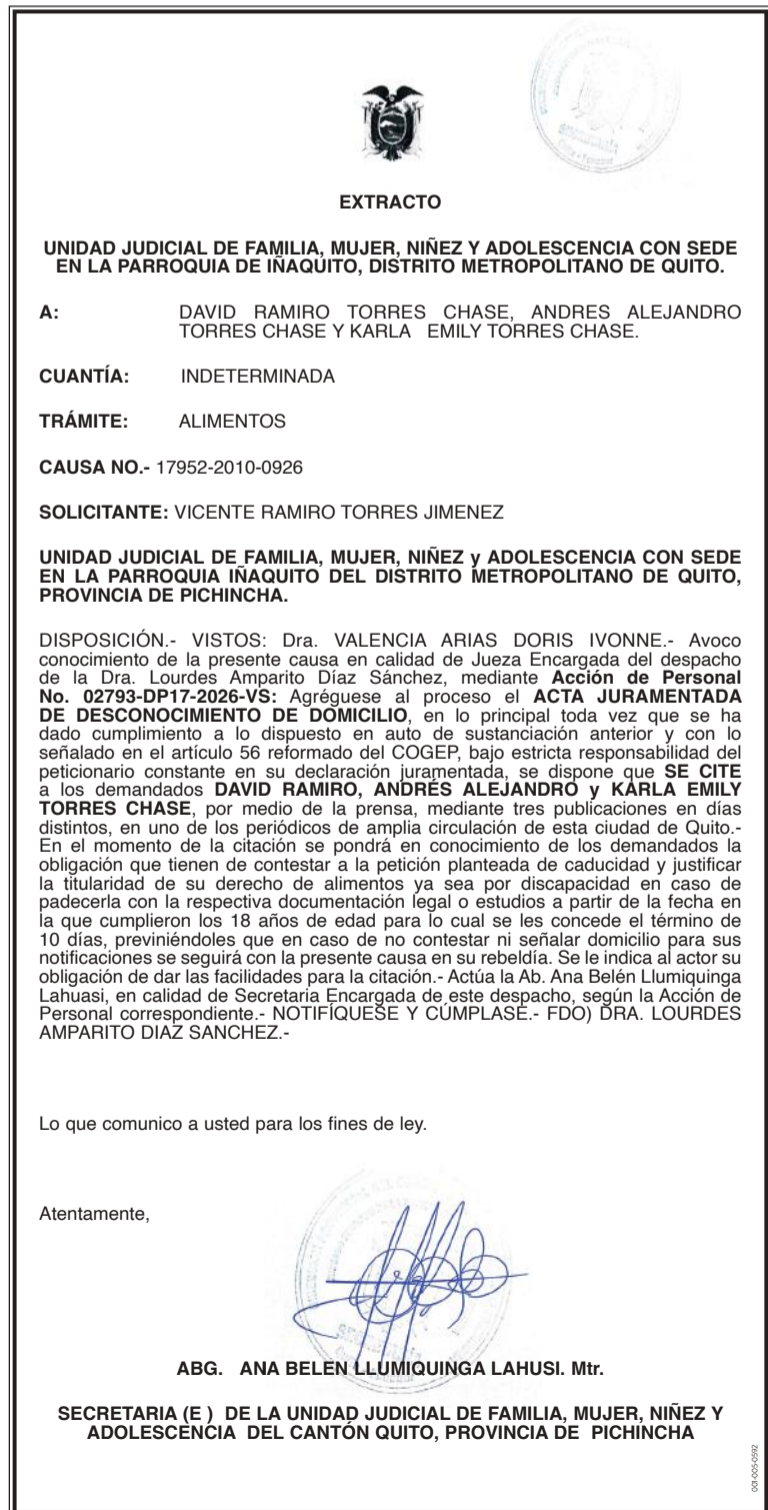 EXTRACTO
UNIDAD JUDICIAL DE FAMILIA, MUJER, NIÑEZ Y ADOLESCENCIA CON SEDE
EN LA PARROQUIA DE IÑAQUITO, DISTRITO METROPOLITANO DE QUITO.
A: DAVID RAMIRO TORRES CHASE, ANDRES ALEJANDRO
TORRES CHASE Y KARLA EMILY TORRES CHASE.
CUANTÍA: INDETERMINADA
TRÁMITE: ALIMENTOS
CAUSA NO.- 17952-2010-0926
SOLICITANTE: VICENTE RAMIRO TORRES JIMENEZ
UNIDAD JUDICIAL DE FAMILIA, MUJER, NIÑEZ y ADOLESCENCIA CON SEDE
EN LA PARROQUIA IÑAQUITO DEL DISTRITO METROPOLITANO DE QUITO,
PROVINCIA DE PICHINCHA.
DISPOSICIÓN.- VISTOS: Dra. VALENCIA ARIAS DORIS IVONNE.- Avoco
conocimiento de la presente causa en calidad de Jueza Encargada del despacho
de la Dra. Lourdes Amparito Díaz Sánchez, mediante Acción de Personal
No. 02793-DP17-2026-VS: Agréguese al proceso el ACTA JURAMENTADA
DE DESCONOCIMIENTO DE DOMICILIO, en lo principal toda vez que se ha
dado cumplimiento a lo dispuesto en auto de sustanciación anterior y con lo
señalado en el artículo 56 reformado del COGEP, bajo estricta responsabilidad del
peticionario constante en su declaración juramentada, se dispone que SE CITE
a los demandados DAVID RAMIRO, ANDRÉS ALEJANDRO y KARLA EMILY
TORRES CHASE, por medio de la prensa, mediante tres publicaciones en días
distintos, en uno de los periódicos de amplia circulación de esta ciudad de Quito.-
En el momento de la citación se pondrá en conocimiento de los demandados la
obligación que tienen de contestar a la petición planteada de caducidad y justificar
la titularidad de su derecho de alimentos ya sea por discapacidad en caso de
padecerla con la respectiva documentación legal o estudios a partir de la fecha en
la que cumplieron los 18 años de edad para lo cual se les concede el término de
10 días, previniéndoles que en caso de no contestar ni señalar domicilio para sus
notificaciones se seguirá con la presente causa en su rebeldía. Se le indica al actor su
obligación de dar las facilidades para la citación.- Actúa la Ab. Ana Belén Llumiquinga
Lahuasi, en calidad de Secretaria Encargada de este despacho, según la Acción de
Personal correspondiente.- NOTIFÍQUESE Y CÚMPLASE.- FDO) DRA. LOURDES
AMPARITO DIAZ SANCHEZ.-
Lo que comunico a usted para los fines de ley.
Atentamente,
ABG. ANA BELEN LLUMIQUINGA LAHUSI. Mtr.
SECRETARIA (E ) DE LA UNIDAD JUDICIAL DE FAMILIA, MUJER, NIÑEZ Y
ADOLESCENCIA DEL CANTÓN QUITO, PROVINCIA DE PICHINCHA
001-005-0592